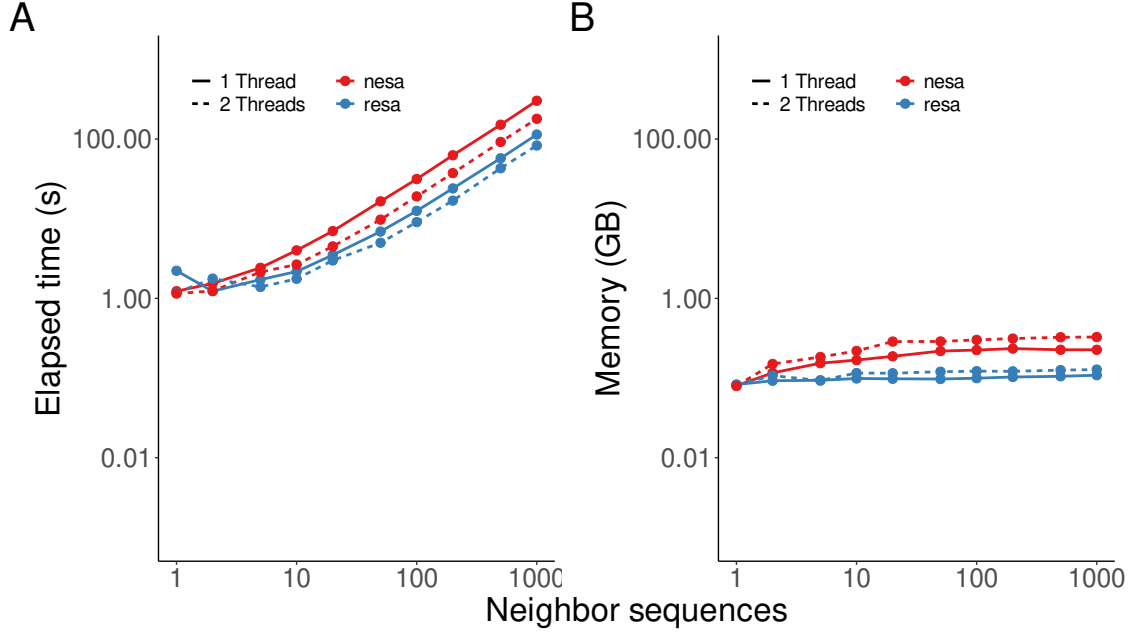 A
1 Thread
nesa
2 Threads
resa
100.00
1.00
0.01
Elapsed time (s)
1
10
100
1000
B
1 Thread
nesa
2 Threads
resa
100.00
1.00
0.01
Memory (GB)
1
10
100
1000
Neighbor sequences